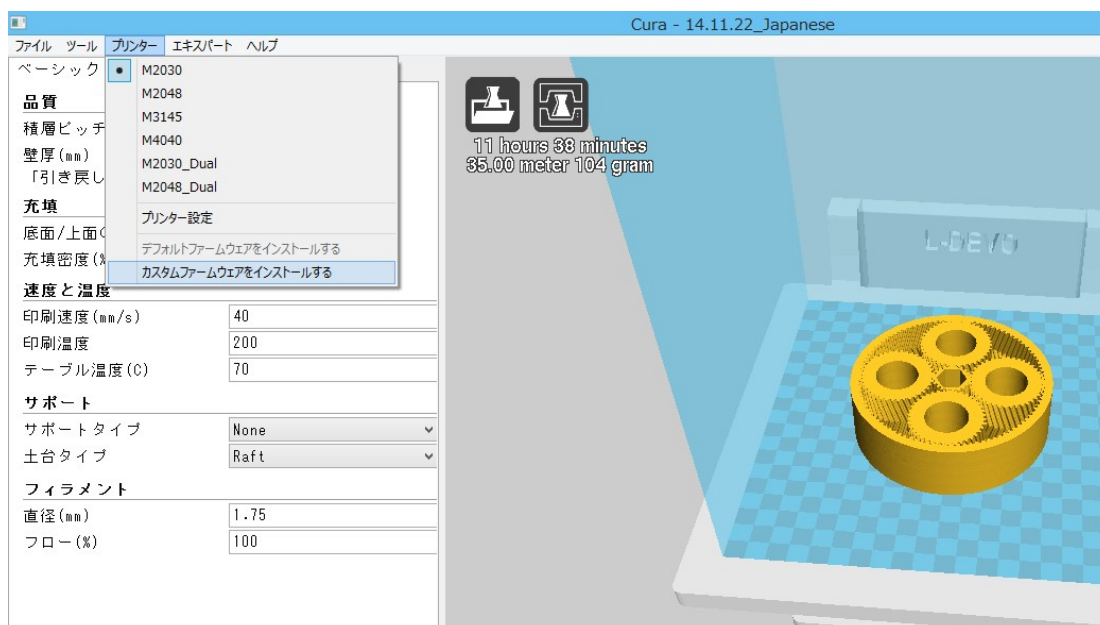 Cura - 14.11.22_Japanese
ファイル ツール プリンター エキスパート ヘルプ
ベーシック
M2030
M2048
M3145
M4040
M2030_Dual
M2048_Dual
プリンター設定
デフォルトファームウェアをインストールする
カスタムファームウェアをインストールする
品質
積層ピッチ
壁厚(mm)
「引き戻し
充填
底面/上面の
充填密度(%
速度と温度
印刷速度(mm/s) 40
印刷温度 200
テーブル温度(C) 70
サポート
サポートタイプ None
土台タイプ Raft
フィラメント
直径(mm) 1.75
フロー(%) 100
11 hours 38 minutes
35.00 meter 104 gram
L-DEVO